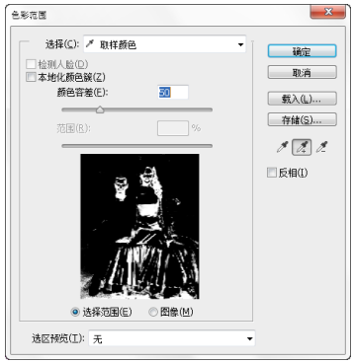 色彩范围
选择(C): 取样颜色
确定
检测人脸(D)
取消
本地化颜色簇(Z)
颜色容差(F): 60
载入(L)...
范围(R): %
存储(S)...
反相(I)
选择范围(E) 图像(M)
选区预览(T): 无